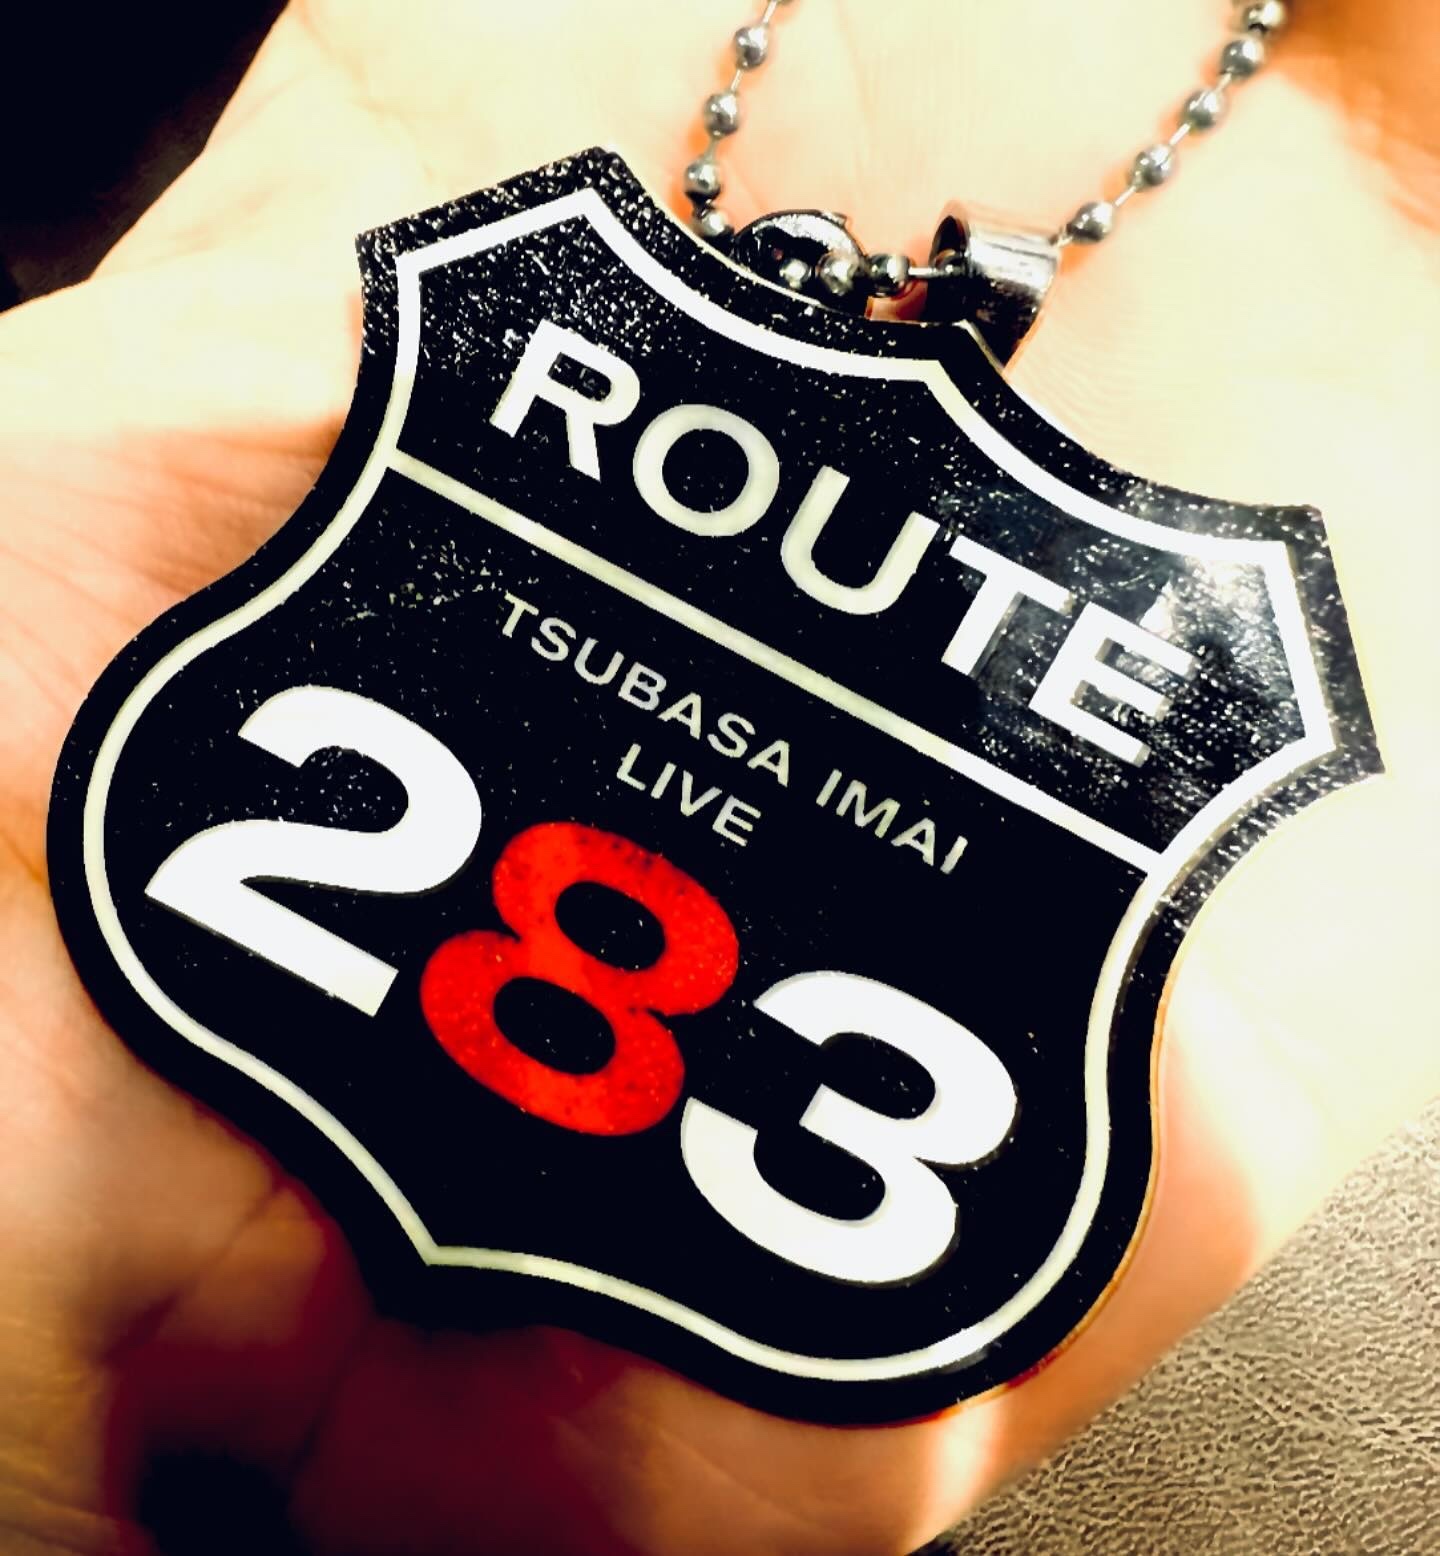 ROUTE
TSUBASA IMAI
LIVE
283